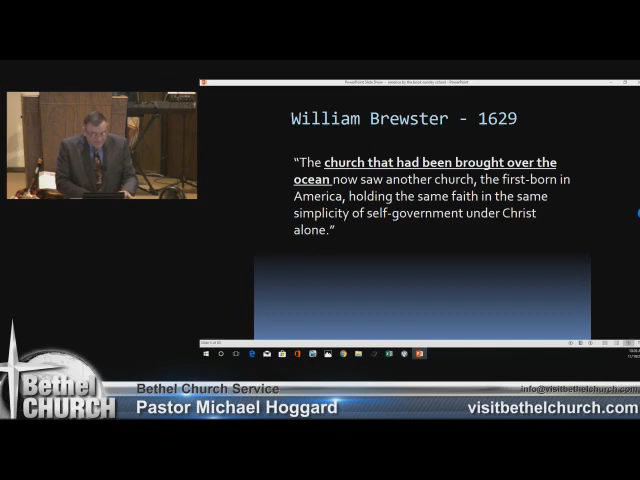 William Brewster - 1629
“The church that had been brought over the
ocean now saw another church, the first-born in
America, holding the same faith in the same
simplicity of self-government under Christ
alone.”
Bethel
CHURCH
Bethel Church Service
info@visitbethelchurch.com
Pastor Michael Hoggard
visitbethelchurch.com